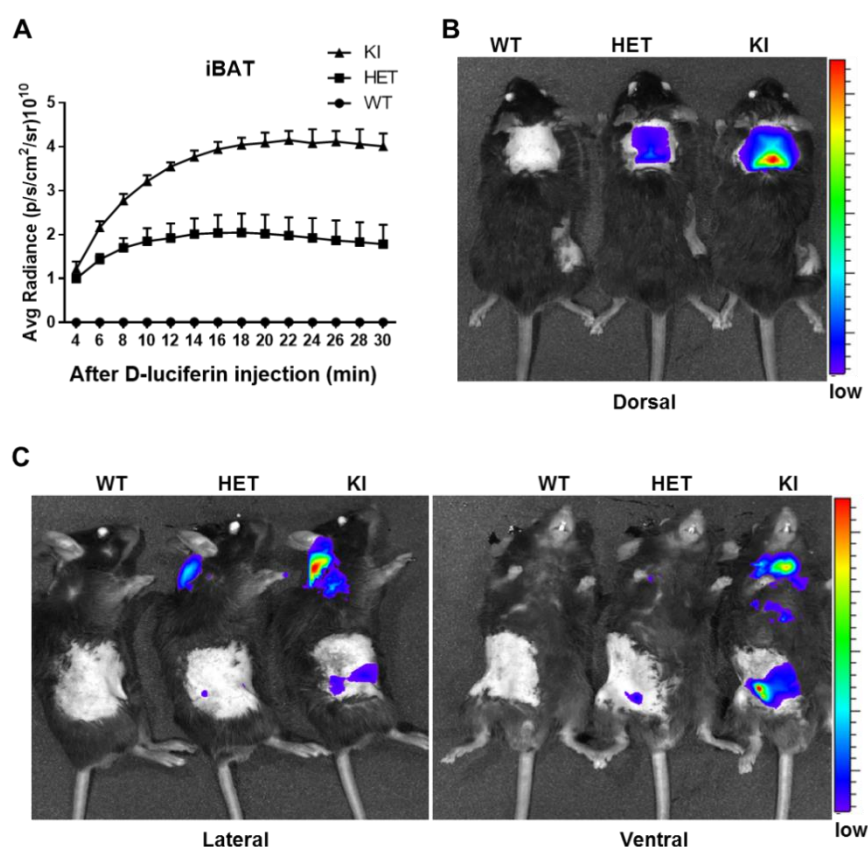 A
iBAT
KI
HET
WT
Avg Radiance (p/s/cm²/sr)10¹⁰
5
4
3
2
1
0
4 6 8 10 12 14 16 18 20 22 24 26 28 30
After D-luciferin injection (min)
B
WT HET KI
low
Dorsal
C
WT HET KI
WT HET KI
low
Lateral
Ventral